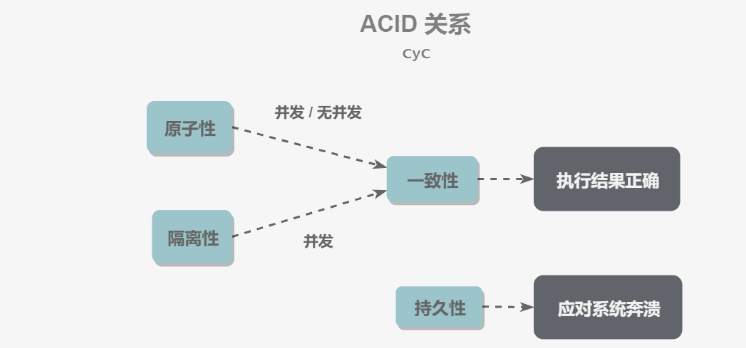 ACID 关系
CyC
并发 / 无并发
原子性
一致性
执行结果正确
隔离性
并发
持久性
应对系统奔溃